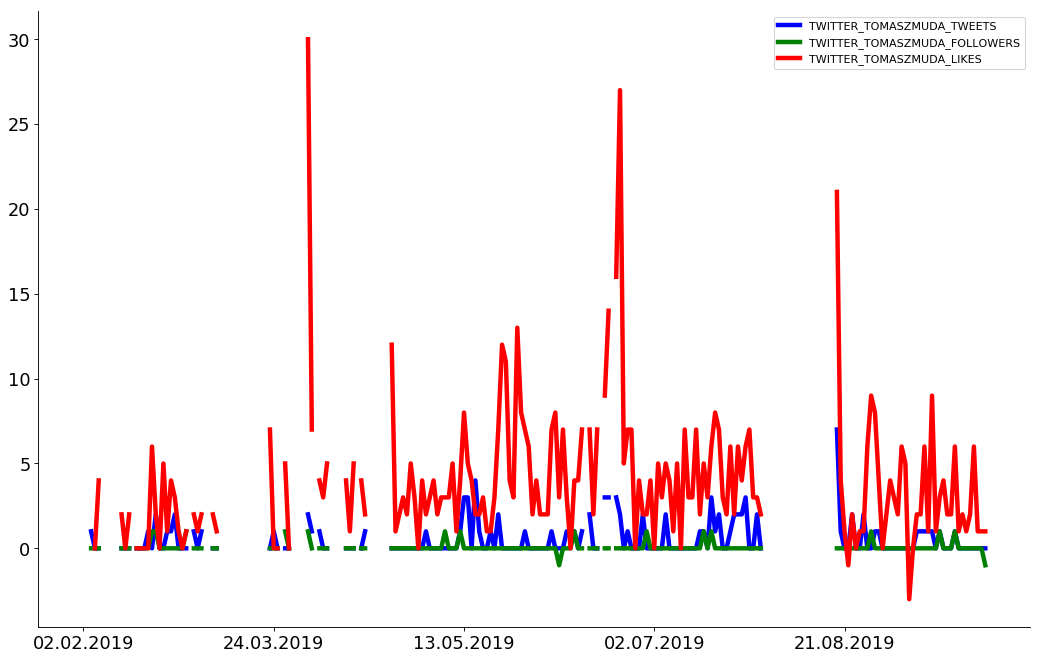 TWITTER_TOMASZMUDA_TWEETS
TWITTER_TOMASZMUDA_FOLLOWERS
TWITTER_TOMASZMUDA_LIKES
30
25
20
15
10
5
0
02.02.2019 24.03.2019 13.05.2019 02.07.2019 21.08.2019